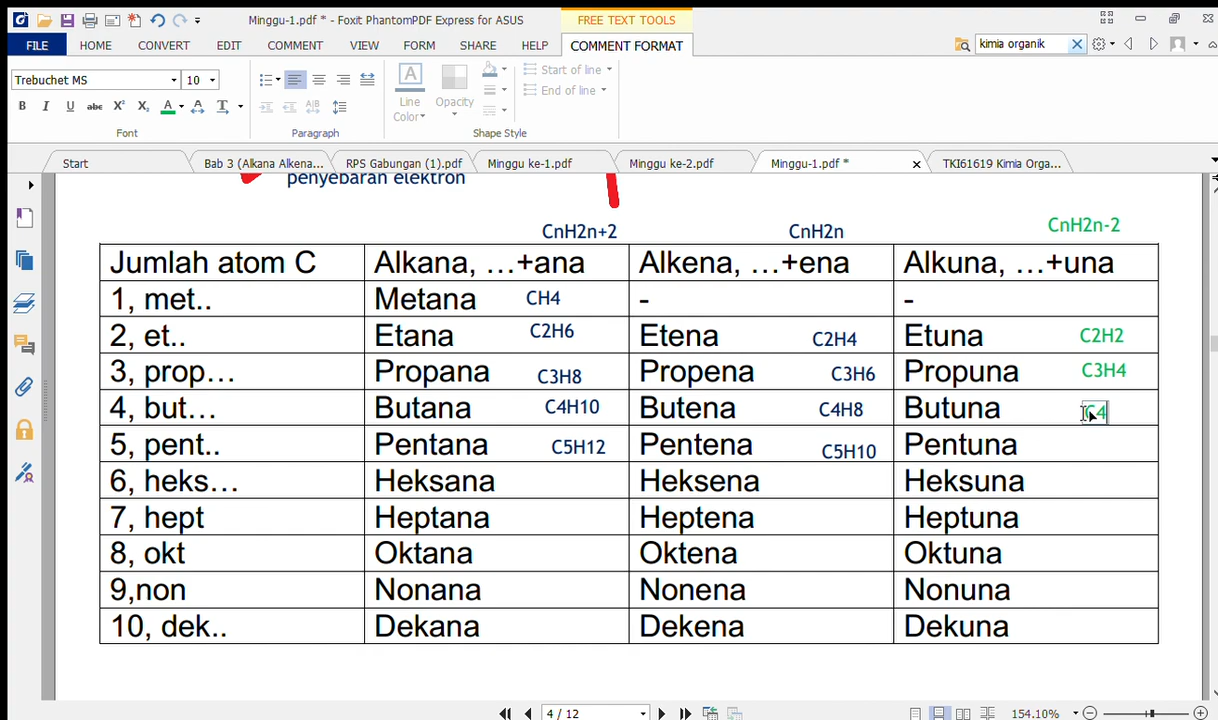 Minggu-1.pdf * - Foxit PhantomPDF Express for ASUS
FREE TEXT TOOLS
FILE HOME CONVERT EDIT COMMENT VIEW FORM SHARE HELP COMMENT FORMAT
kimia organik
Trebuchet MS 10
Line Color
Opacity
Start of line
End of line
B I U abc X² X₂ A A T
Font Paragraph Shape Style
Start Bab 3 (Alkana Alkena... RPS Gabungan (1).pdf Minggu ke-1.pdf Minggu ke-2.pdf Minggu-1.pdf * TKI61619 Kimia Orga...
penyebaran elektron
CnH2n+2 CnH2n CnH2n-2
Jumlah atom C Alkana, …+ana Alkena, …+ena Alkuna, …+una
1, met.. Metana CH4 - -
2, et.. Etana C2H6 Etena C2H4 Etuna C2H2
3, prop… Propana C3H8 Propena C3H6 Propuna C3H4
4, but… Butana C4H10 Butena C4H8 Butuna C4
5, pent.. Pentana C5H12 Pentena C5H10 Pentuna
6, heks… Heksana Heksena Heksuna
7, hept Heptana Heptena Heptuna
8, okt Oktana Oktena Oktuna
9,non Nonana Nonena Nonuna
10, dek.. Dekana Dekena Dekuna
4 / 12 154.10%